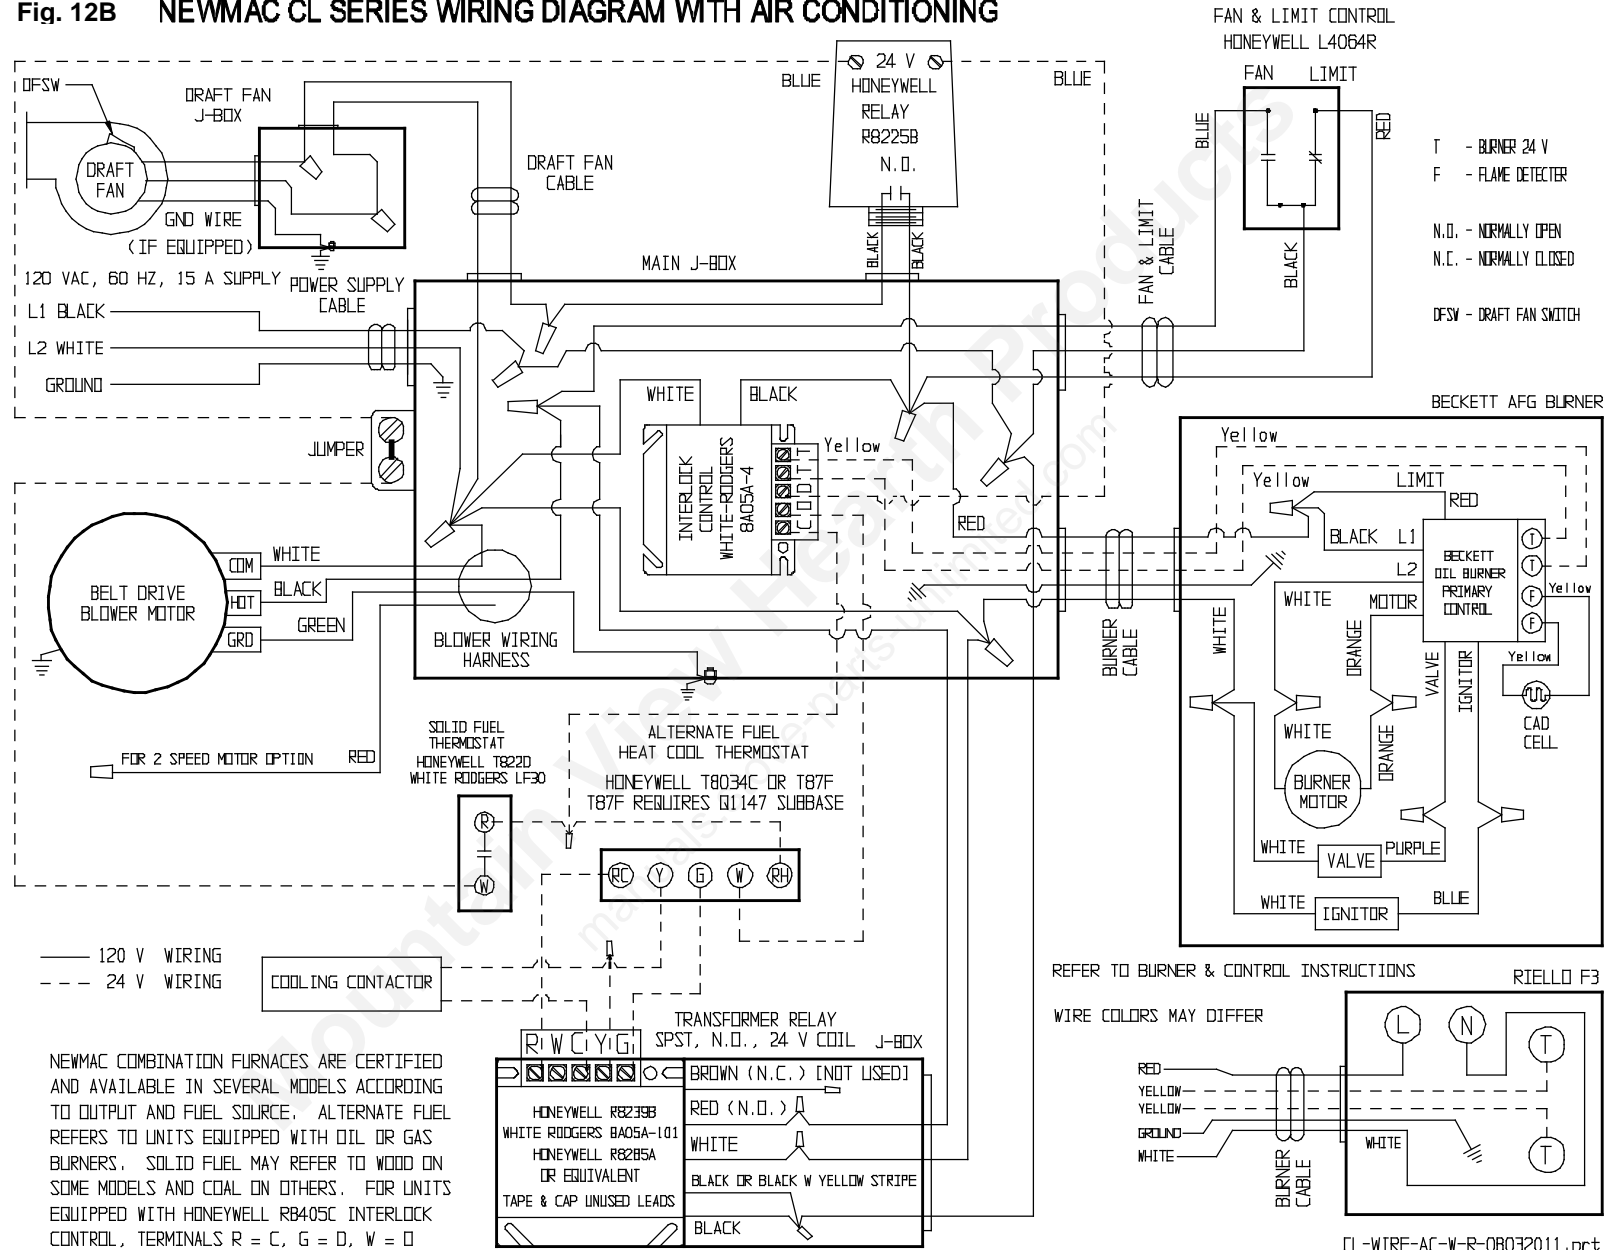 Fig. 12B NEWMAC CL SERIES WIRING DIAGRAM WITH AIR CONDITIONING
FAN & LIMIT CONTROL
HONEYWELL L4064R
FAN LIMIT
DFSW
DRAFT FAN
J-BOX
BLUE
24 V
HONEYWELL
RELAY
R8225B
N.O.
BLUE
BLUE
RED
T - BURNER 24 V
F - FLAME DETECTER
N.O. - NORMALLY OPEN
N.C. - NORMALLY CLOSED
DFSW - DRAFT FAN SWITCH
DRAFT
FAN
DRAFT FAN
CABLE
GND WIRE
(IF EQUIPPED)
BLACK
BLACK
FAN & LIMIT
CABLE
BLACK
MAIN J-BOX
120 VAC, 60 HZ, 15 A SUPPLY
POWER SUPPLY
CABLE
L1 BLACK
L2 WHITE
GROUND
JUMPER
WHITE
BLACK
INTERLOCK
CONTROL
WHITE-RODGERS
8A05A-4
C O D T T
Yellow
RED
BECKETT AFG BURNER
Yellow
Yellow
LIMIT
RED
BLACK
L1
L2
MOTOR
BECKETT
OIL BURNER
PRIMARY
CONTROL
T
T
F
F
Yellow
Yellow
WHITE
WHITE
ORANGE
VALVE
IGNITOR
CAD
CELL
WHITE
ORANGE
BURNER
MOTOR
WHITE
VALVE
PURPLE
WHITE
IGNITOR
BLUE
BURNER
CABLE
BELT DRIVE
BLOWER MOTOR
COM
HOT
GRD
WHITE
BLACK
GREEN
BLOWER WIRING
HARNESS
FOR 2 SPEED MOTOR OPTION
RED
SOLID FUEL
THERMOSTAT
HONEYWELL T822D
WHITE RODGERS LF30
R
W
ALTERNATE FUEL
HEAT COOL THERMOSTAT
HONEYWELL T8034C OR T87F
T87F REQUIRES Q1147 SUBBASE
RC Y G W RH
120 V WIRING
24 V WIRING
COOLING CONTACTOR
REFER TO BURNER & CONTROL INSTRUCTIONS
WIRE COLORS MAY DIFFER
RIELLO F3
L
N
T
T
RED
YELLOW
YELLOW
GROUND
WHITE
BURNER
CABLE
WHITE
TRANSFORMER RELAY
SPST, N.O., 24 V COIL J-BOX
R W C Y G
HONEYWELL R8239B
WHITE RODGERS 8A05A-101
HONEYWELL R8285A
OR EQUIVALENT
TAPE & CAP UNUSED LEADS
BROWN (N.C.) [NOT USED]
RED (N.O.)
WHITE
BLACK OR BLACK W YELLOW STRIPE
BLACK
NEWMAC COMBINATION FURNACES ARE CERTIFIED
AND AVAILABLE IN SEVERAL MODELS ACCORDING
TO OUTPUT AND FUEL SOURCE. ALTERNATE FUEL
REFERS TO UNITS EQUIPPED WITH OIL OR GAS
BURNERS. SOLID FUEL MAY REFER TO WOOD ON
SOME MODELS AND COAL ON OTHERS. FOR UNITS
EQUIPPED WITH HONEYWELL R8405C INTERLOCK
CONTROL, TERMINALS R = C, G = D, W = O
CL-WIRE-AC-W-R-08032011.prt
Mountain View Hearth Products
manuals.stove-parts-unlimited.com